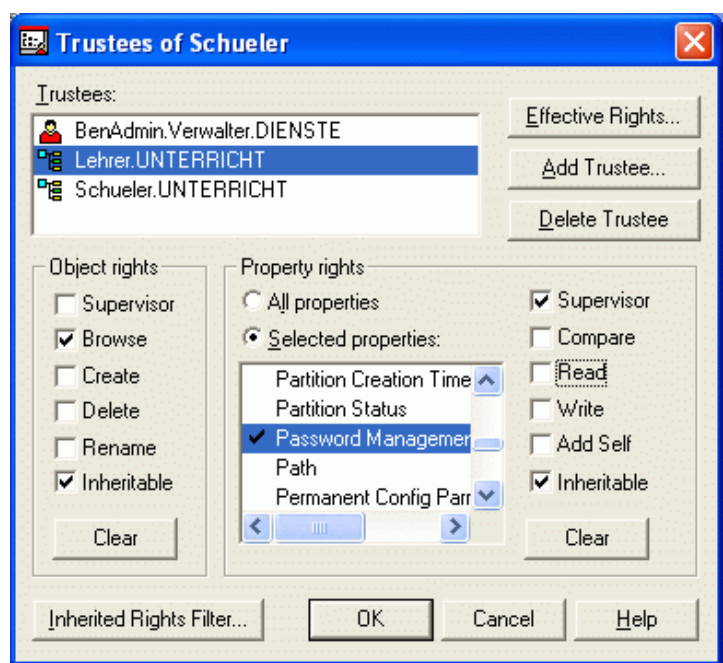 Trustees of Schueler
Trustees:
BenAdmin.Verwalter.DIENSTE
Lehrer.UNTERRICHT
Schueler.UNTERRICHT
Effective Rights...
Add Trustee...
Delete Trustee
Object rights
Supervisor
Browse
Create
Delete
Rename
Inheritable
Clear
Property rights
All properties
Selected properties:
Partition Creation Time
Partition Status
Password Managemer
Path
Permanent Config Parr
Supervisor
Compare
Read
Write
Add Self
Inheritable
Clear
Inherited Rights Filter...
OK
Cancel
Help